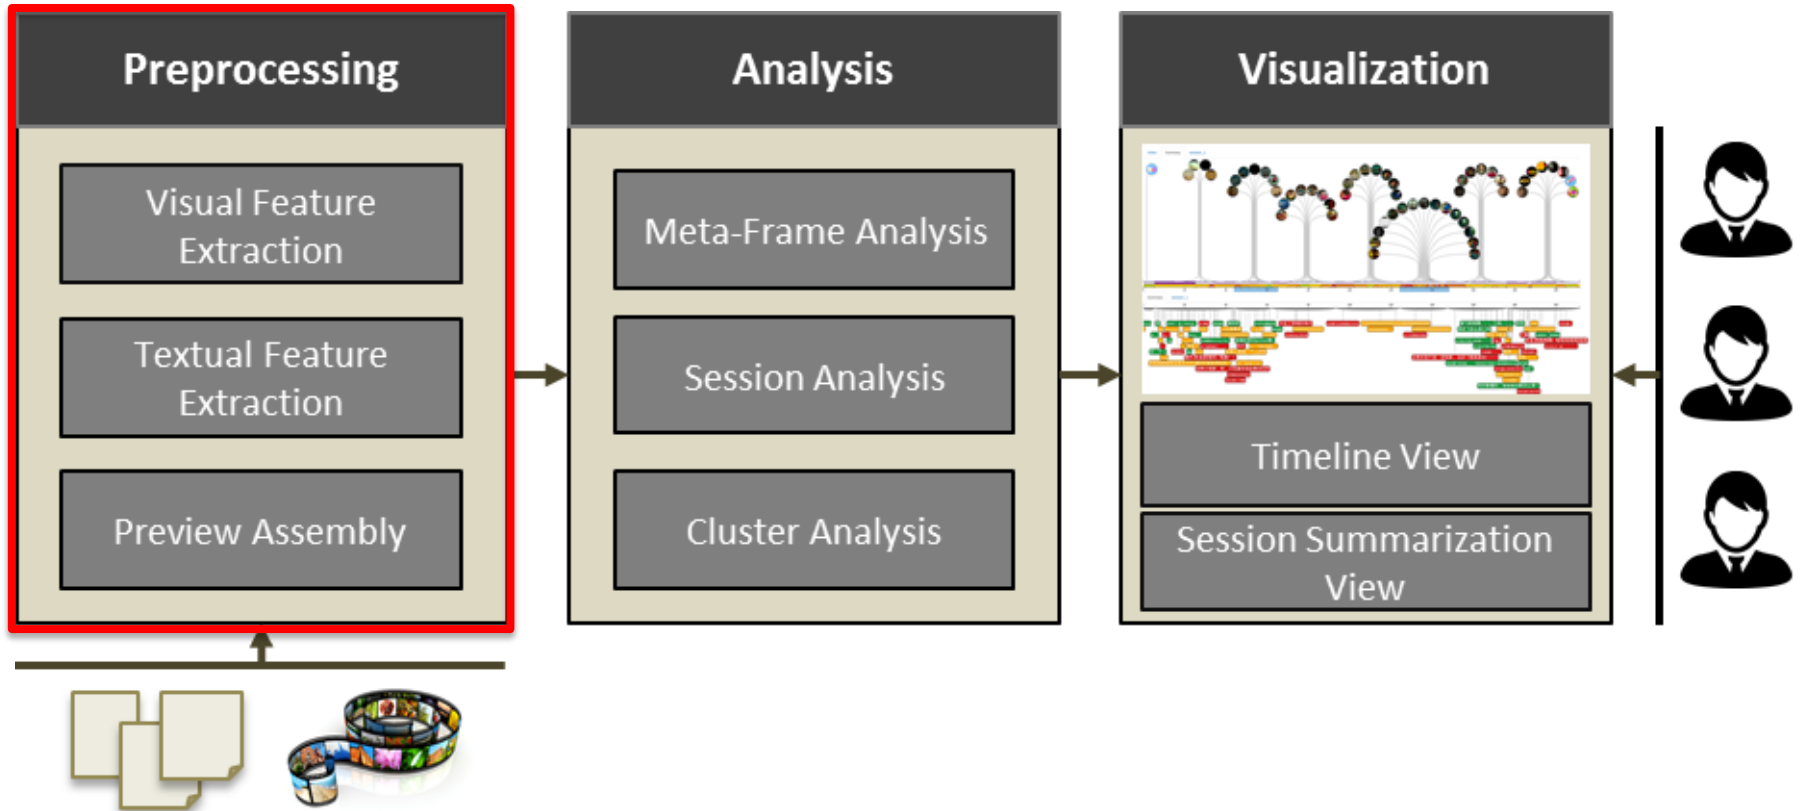 Preprocessing
Visual Feature
Extraction
Textual Feature
Extraction
Preview Assembly
Analysis
Meta-Frame Analysis
Session Analysis
Cluster Analysis
Visualization
Timeline View
Session Summarization
View